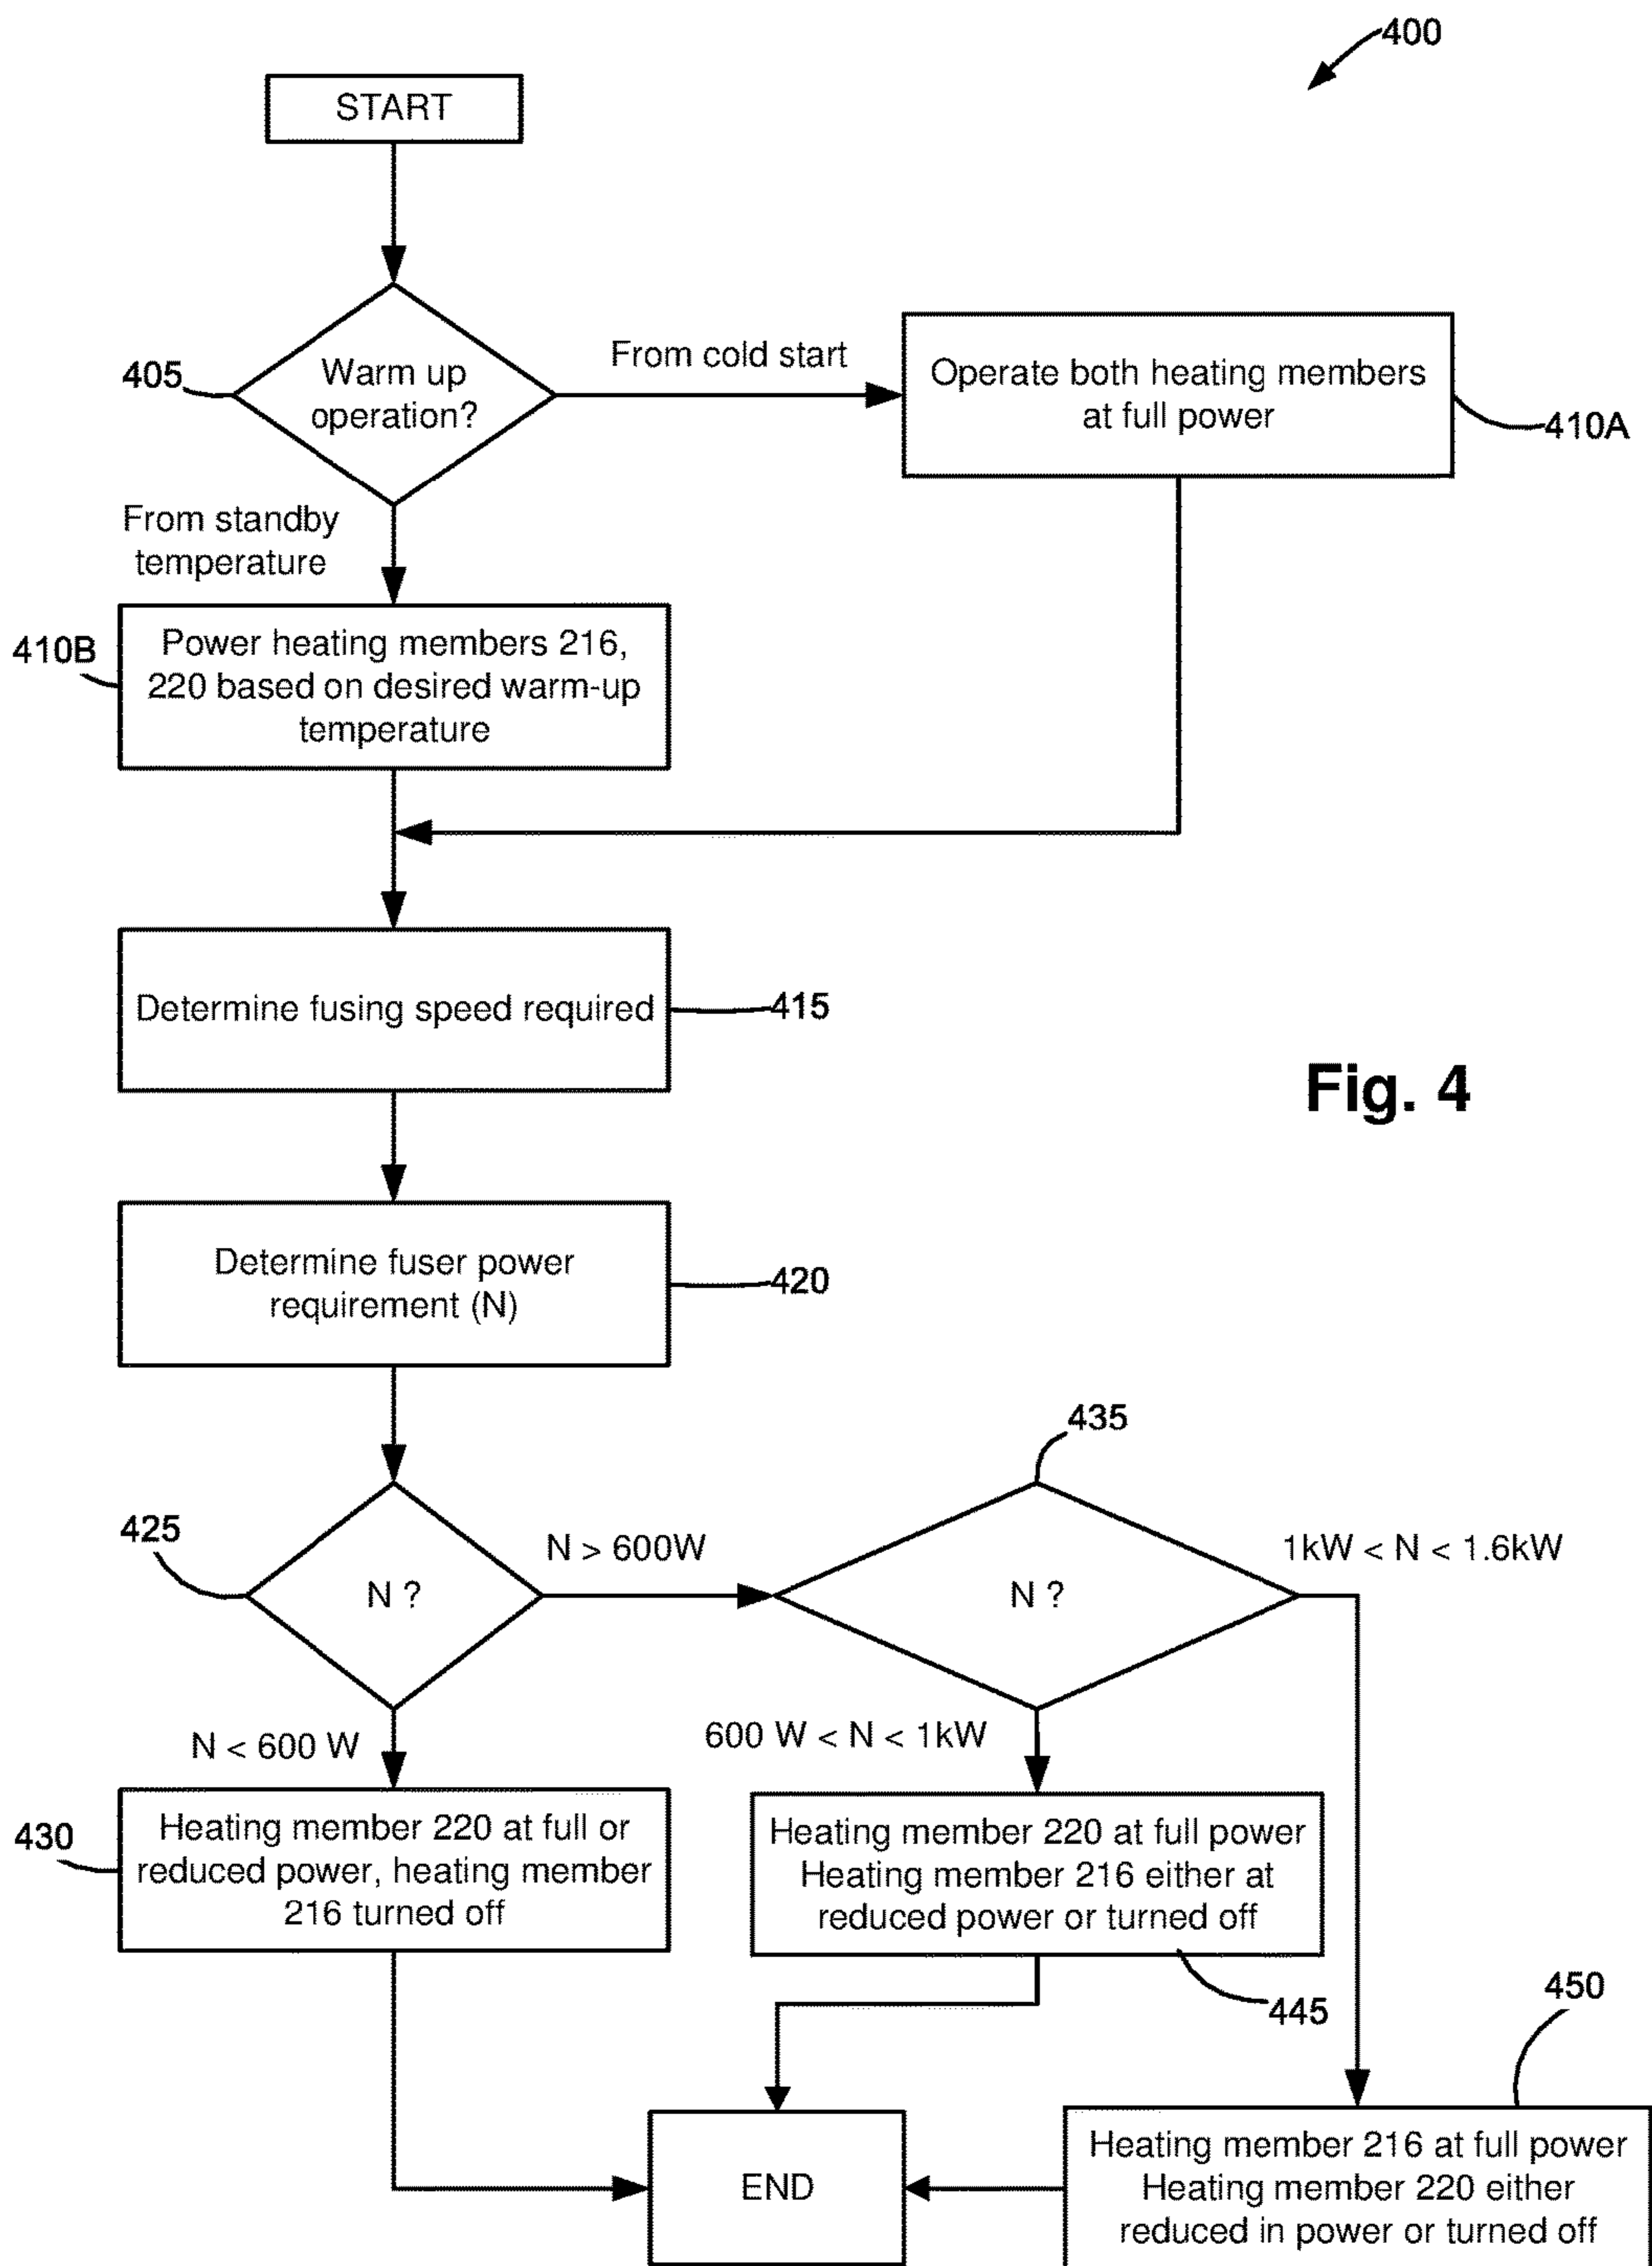 400
START
405
Warm up
operation?
From cold start
Operate both heating members
at full power
410A
From standby
temperature
410B
Power heating members 216,
220 based on desired warm-up
temperature
Determine fusing speed required
415
Fig. 4
Determine fuser power
requirement (N)
420
425
N ?
N > 600W
435
N ?
1kW < N < 1.6kW
N < 600 W
600 W < N < 1kW
430
Heating member 220 at full or
reduced power, heating member
216 turned off
Heating member 220 at full power
Heating member 216 either at
reduced power or turned off
445
450
END
Heating member 216 at full power
Heating member 220 either
reduced in power or turned off